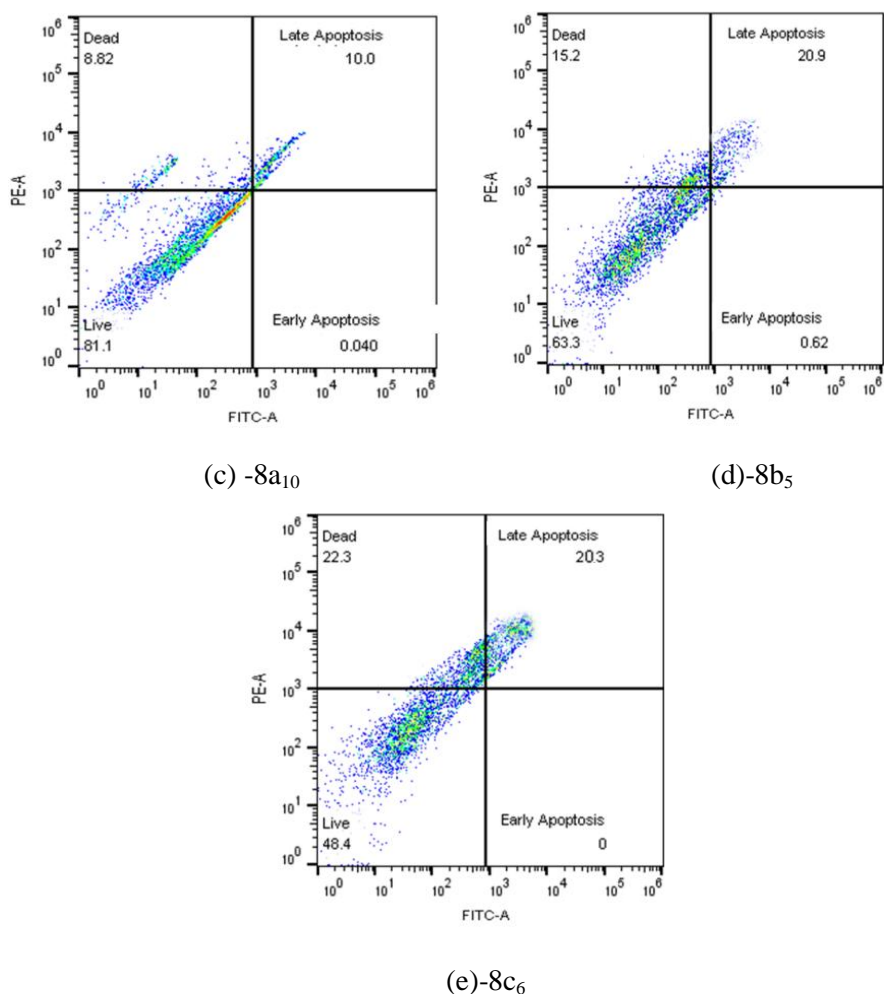 10^6
10^5
10^4
10^3
10^2
10^1
10^0
PE-A
Dead
8.82
Late Apoptosis
10.0
Live
81.1
Early Apoptosis
0.040
10^0 10^1 10^2 10^3 10^4 10^5 10^6
FITC-A
(c) -8a₁₀
10^6
10^5
10^4
10^3
10^2
10^1
10^0
PE-A
Dead
15.2
Late Apoptosis
20.9
Live
63.3
Early Apoptosis
0.62
10^0 10^1 10^2 10^3 10^4 10^5 10^6
FITC-A
(d)-8b₅
10^6
10^5
10^4
10^3
10^2
10^1
10^0
PE-A
Dead
22.3
Late Apoptosis
20.3
Live
48.4
Early Apoptosis
0
10^0 10^1 10^2 10^3 10^4 10^5 10^6
FITC-A
(e)-8c₆